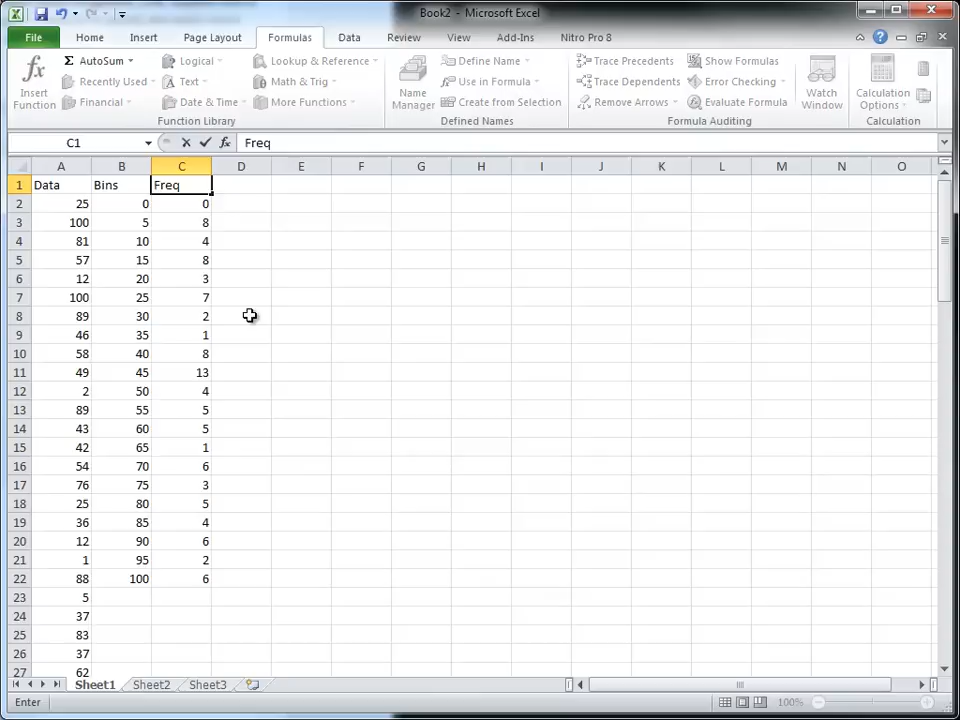 Book2 - Microsoft Excel
File Home Insert Page Layout Formulas Data Review View Add-Ins Nitro Pro 8
fx Insert Function
Σ AutoSum
Recently Used
Financial
Logical
Text
Date & Time
Lookup & Reference
Math & Trig
More Functions
Function Library
Name Manager
Define Name
Use in Formula
Create from Selection
Defined Names
Trace Precedents
Trace Dependents
Remove Arrows
Show Formulas
Error Checking
Evaluate Formula
Formula Auditing
Watch Window
Calculation Options
Calculation
C1 fx Freq
A B C D E F G H I J K L M N O
1 Data Bins Freq
2 25 0 0
3 100 5 8
4 81 10 4
5 57 15 8
6 12 20 3
7 100 25 7
8 89 30 2
9 46 35 1
10 58 40 8
11 49 45 13
12 2 50 4
13 89 55 5
14 43 60 5
15 42 65 1
16 54 70 6
17 76 75 3
18 25 80 5
19 36 85 4
20 12 90 6
21 1 95 2
22 88 100 6
23 5
24 37
25 83
26 37
27 62
Sheet1 Sheet2 Sheet3
Enter 100%